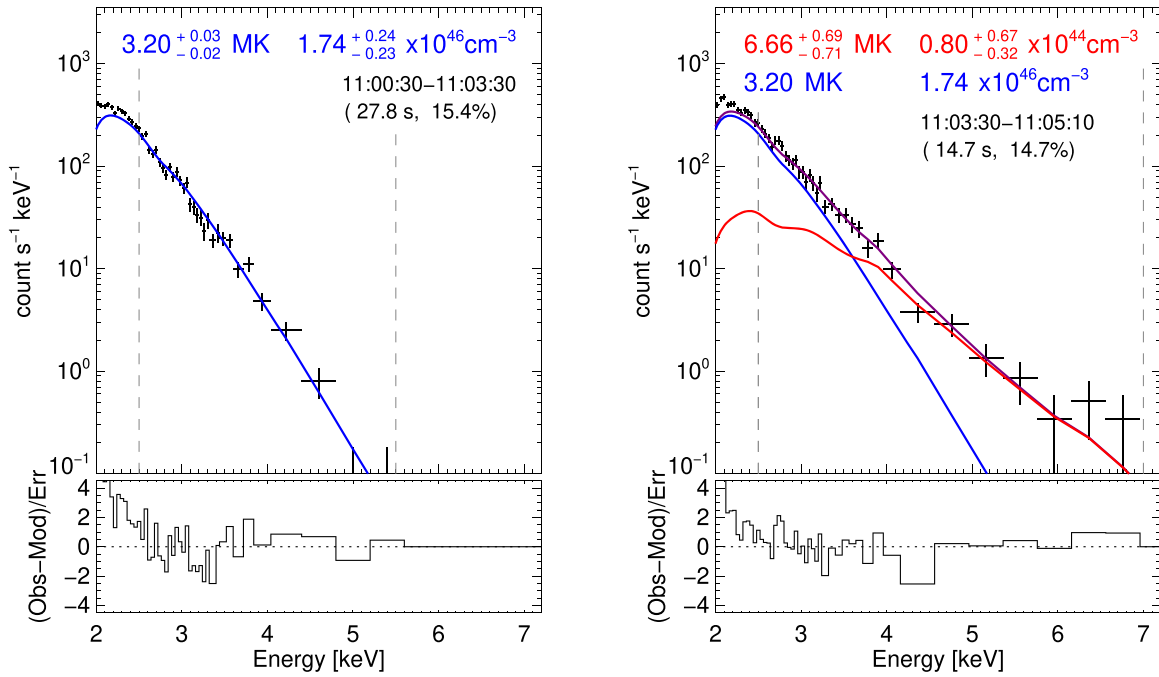 3.20 +0.03 −0.02 MK 1.74 +0.24 −0.23 x10^46 cm^−3
11:00:30−11:03:30
( 27.8 s, 15.4%)
count s^−1 keV^−1
10^3
10^2
10^1
10^0
10^−1
(Obs−Mod)/Err
4
2
0
−2
−4
2 3 4 5 6 7
Energy [keV]
6.66 +0.69 −0.71 MK 0.80 +0.67 −0.32 x10^44 cm^−3
3.20 MK 1.74 x10^46 cm^−3
11:03:30−11:05:10
( 14.7 s, 14.7%)
count s^−1 keV^−1
10^3
10^2
10^1
10^0
10^−1
(Obs−Mod)/Err
4
2
0
−2
−4
2 3 4 5 6 7
Energy [keV]